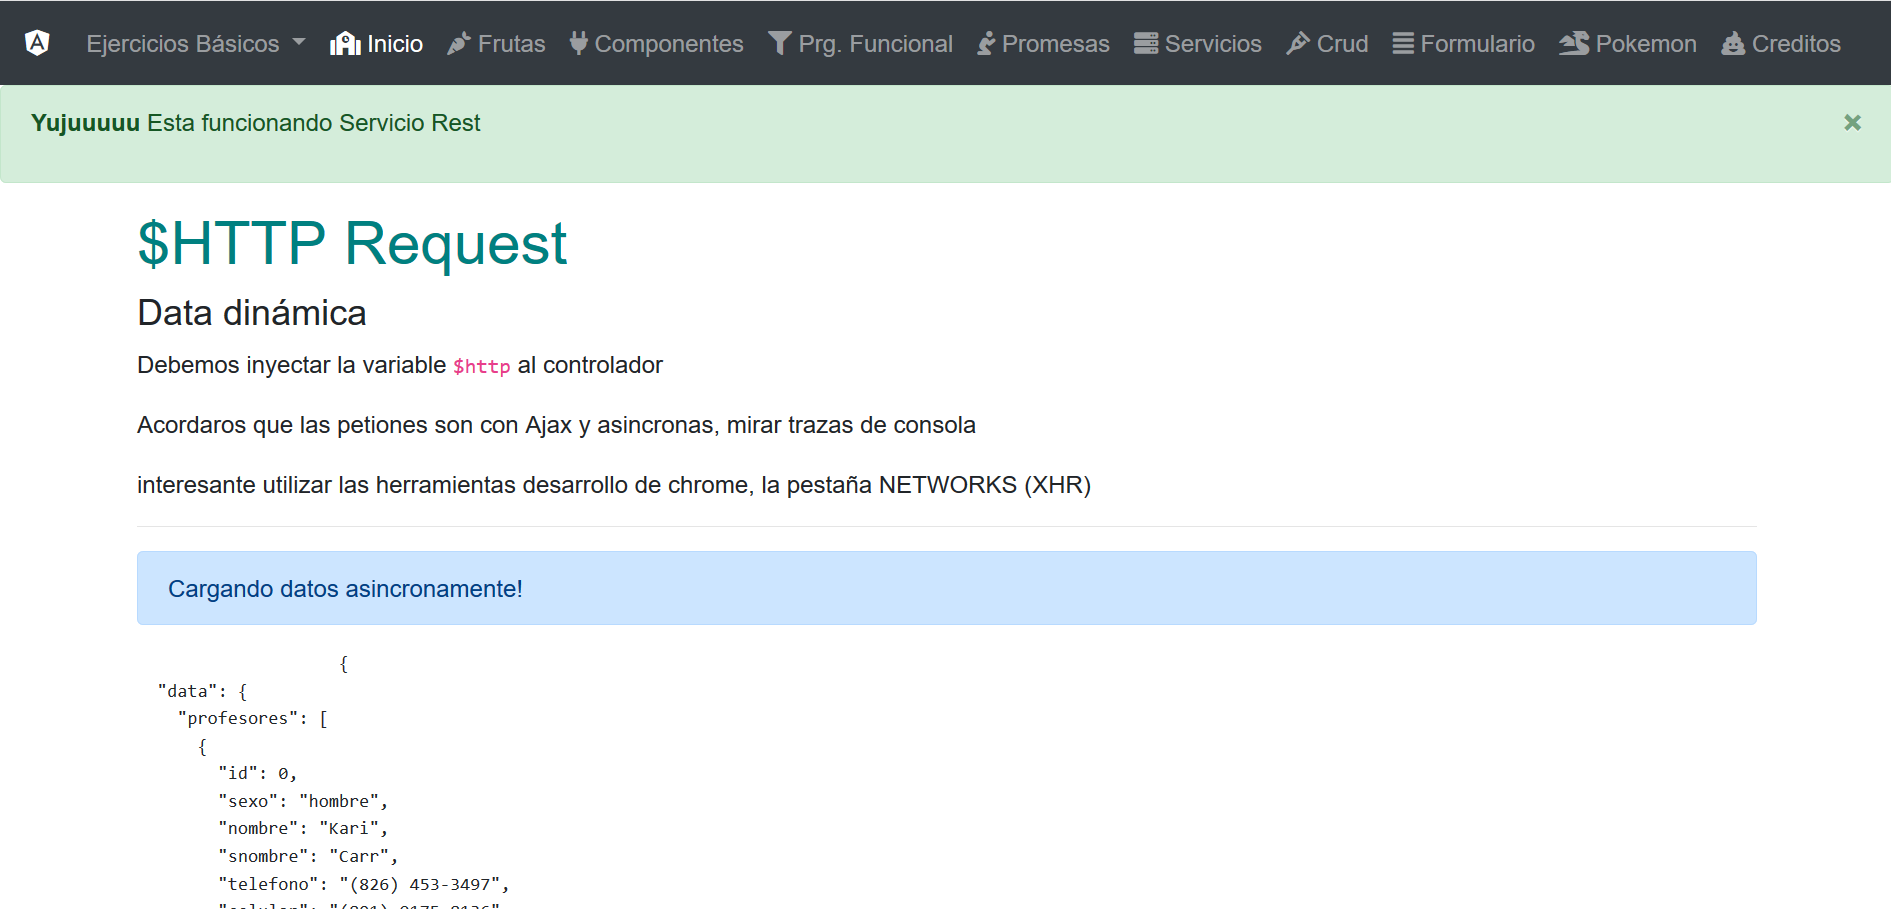 Ejercicios Básicos Inicio Frutas Componentes Prg. Funcional Promesas Servicios Crud Formulario Pokemon Creditos
Yujuuuuu Esta funcionando Servicio Rest ×
$HTTP Request
Data dinámica
Debemos inyectar la variable $http al controlador
Acordaros que las petiones son con Ajax y asincronas, mirar trazas de consola
interesante utilizar las herramientas desarrollo de chrome, la pestaña NETWORKS (XHR)
Cargando datos asincronamente!
{
"data": {
"profesores": [
{
"id": 0,
"sexo": "hombre",
"nombre": "Kari",
"snombre": "Carr",
"telefono": "(826) 453-3497",